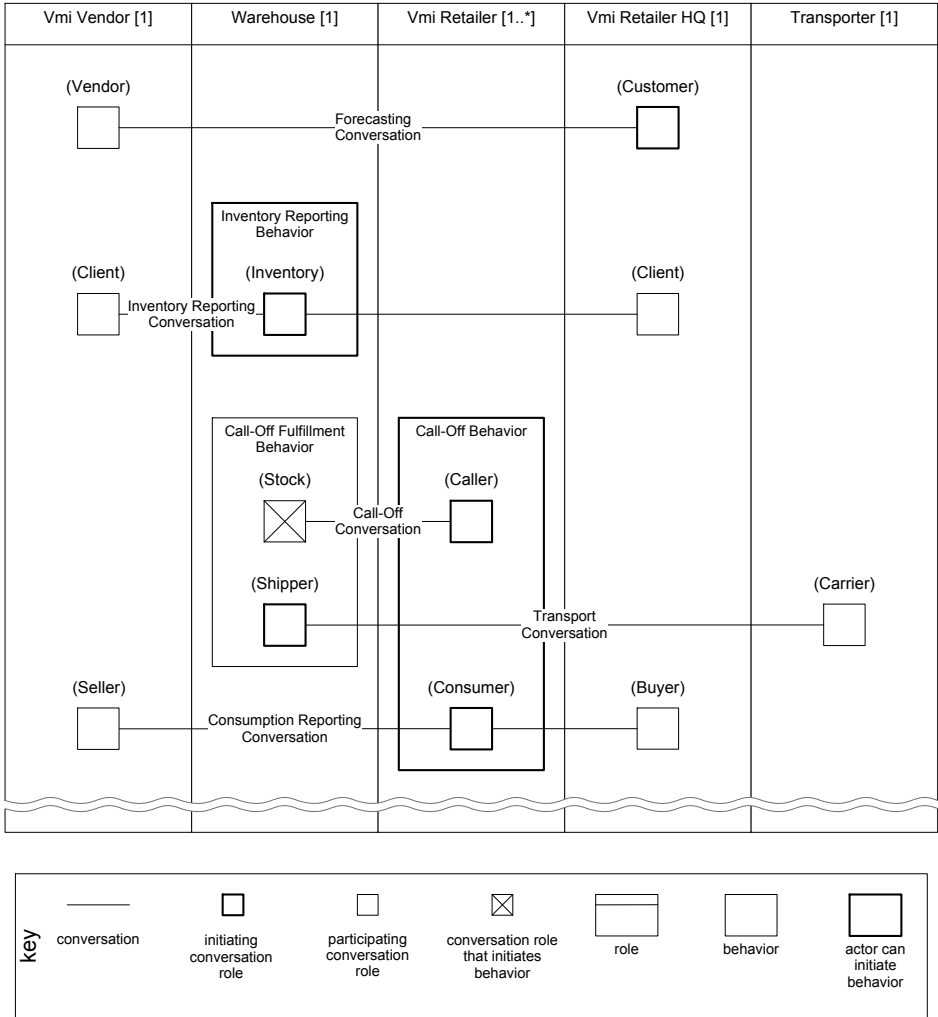 Vmi Vendor [1]
Warehouse [1]
Vmi Retailer [1..*]
Vmi Retailer HQ [1]
Transporter [1]
(Vendor)
(Customer)
Forecasting
Conversation
Inventory Reporting
Behavior
(Client)
(Inventory)
(Client)
Inventory Reporting
Conversation
Call-Off Fulfillment
Behavior
Call-Off Behavior
(Stock)
(Caller)
Call-Off
Conversation
(Shipper)
(Carrier)
Transport
Conversation
(Seller)
(Consumer)
(Buyer)
Consumption Reporting
Conversation
key
conversation
initiating
conversation
role
participating
conversation
role
conversation role
that initiates
behavior
role
behavior
actor can
initiate
behavior